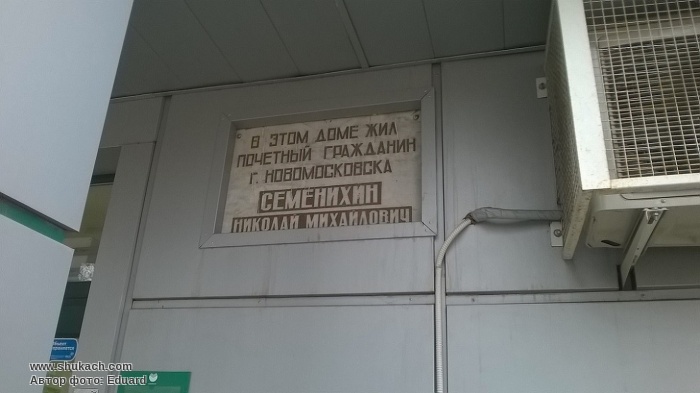 В ЭТОМ ДОМЕ ЖИЛ
ПОЧЕТНЫЙ ГРАЖДАНИН
Г. НОВОМОСКОВСКА
СЕМЕНИХИН
НИКОЛАЙ МИХАЙЛОВИЧ
www.shukach.com
Автор фото: Eduard